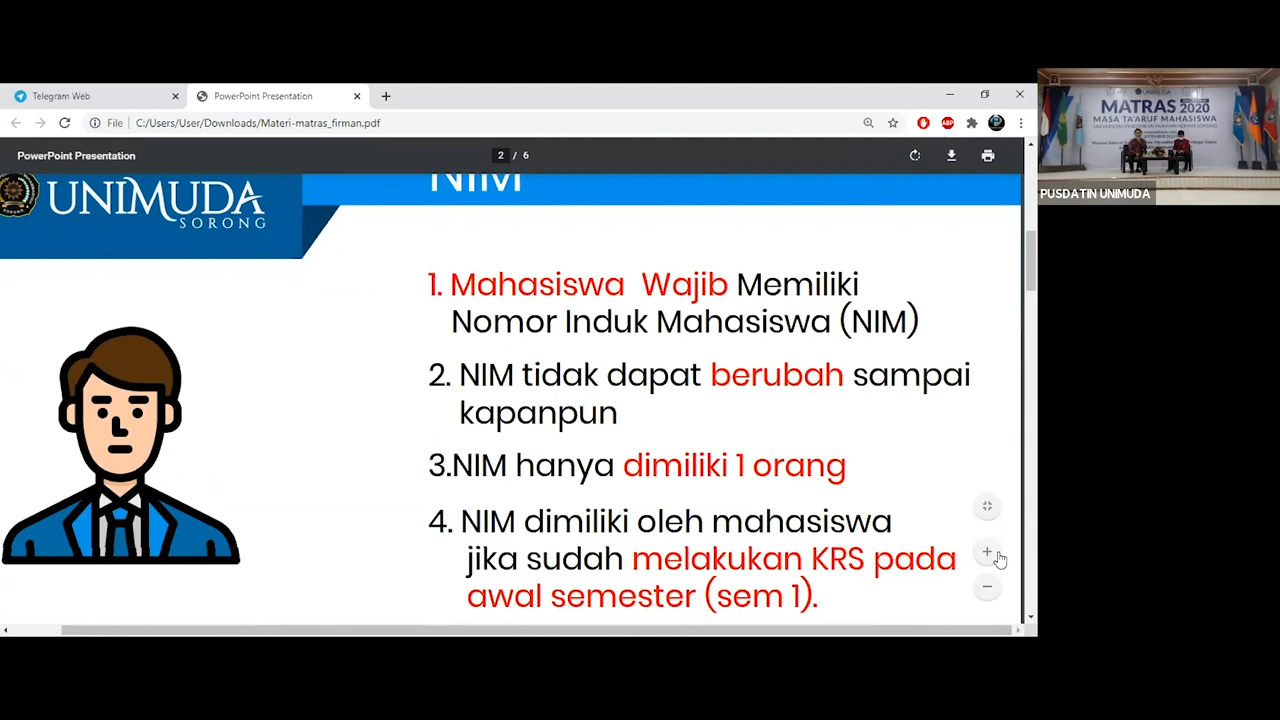 Telegram Web
PowerPoint Presentation
File
C:/Users/User/Downloads/Materi-matras_firman.pdf
ABP
PowerPoint Presentation
2 / 6
UNIMUDA
SORONG
NIM
1. Mahasiswa Wajib Memiliki
Nomor Induk Mahasiswa (NIM)
2. NIM tidak dapat berubah sampai
kapanpun
3.NIM hanya dimiliki 1 orang
4. NIM dimiliki oleh mahasiswa
jika sudah melakukan KRS pada
awal semester (sem 1).
UNIMUDA
MATRAS 2020
MASA TA'ARUF MAHASISWA
PUSDATIN UNIMUDA